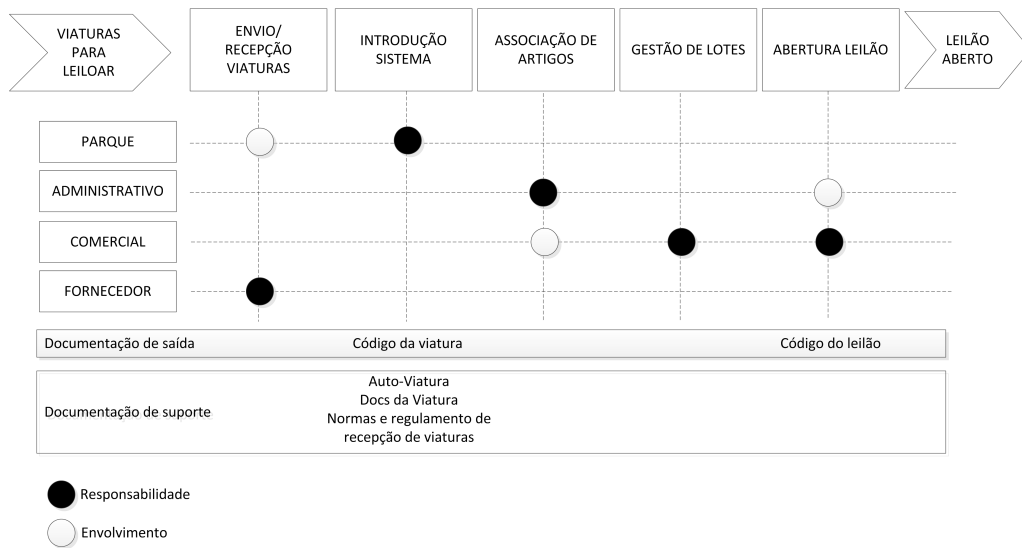 VIATURAS
PARA
LEILOAR
ENVIO/
RECEPÇÃO
VIATURAS
INTRODUÇÃO
SISTEMA
ASSOCIAÇÃO DE
ARTIGOS
GESTÃO DE LOTES
ABERTURA LEILÃO
LEILÃO
ABERTO
PARQUE
ADMINISTRATIVO
COMERCIAL
FORNECEDOR
Documentação de saída
Código da viatura
Código do leilão
Documentação de suporte
Auto-Viatura
Docs da Viatura
Normas e regulamento de
recepção de viaturas
Responsabilidade
Envolvimento